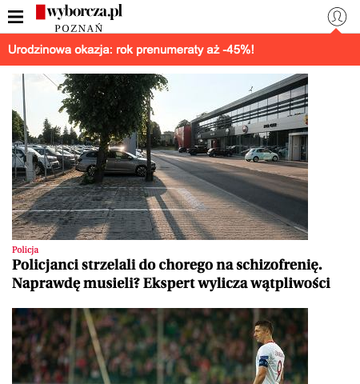 wyborcza.pl
POZNAŃ
Urodzinowa okazja: rok prenumeraty aż -45%!
Policja
Policjanci strzelali do chorego na schizofrenię.
Naprawdę musieli? Ekspert wylicza wątpliwości